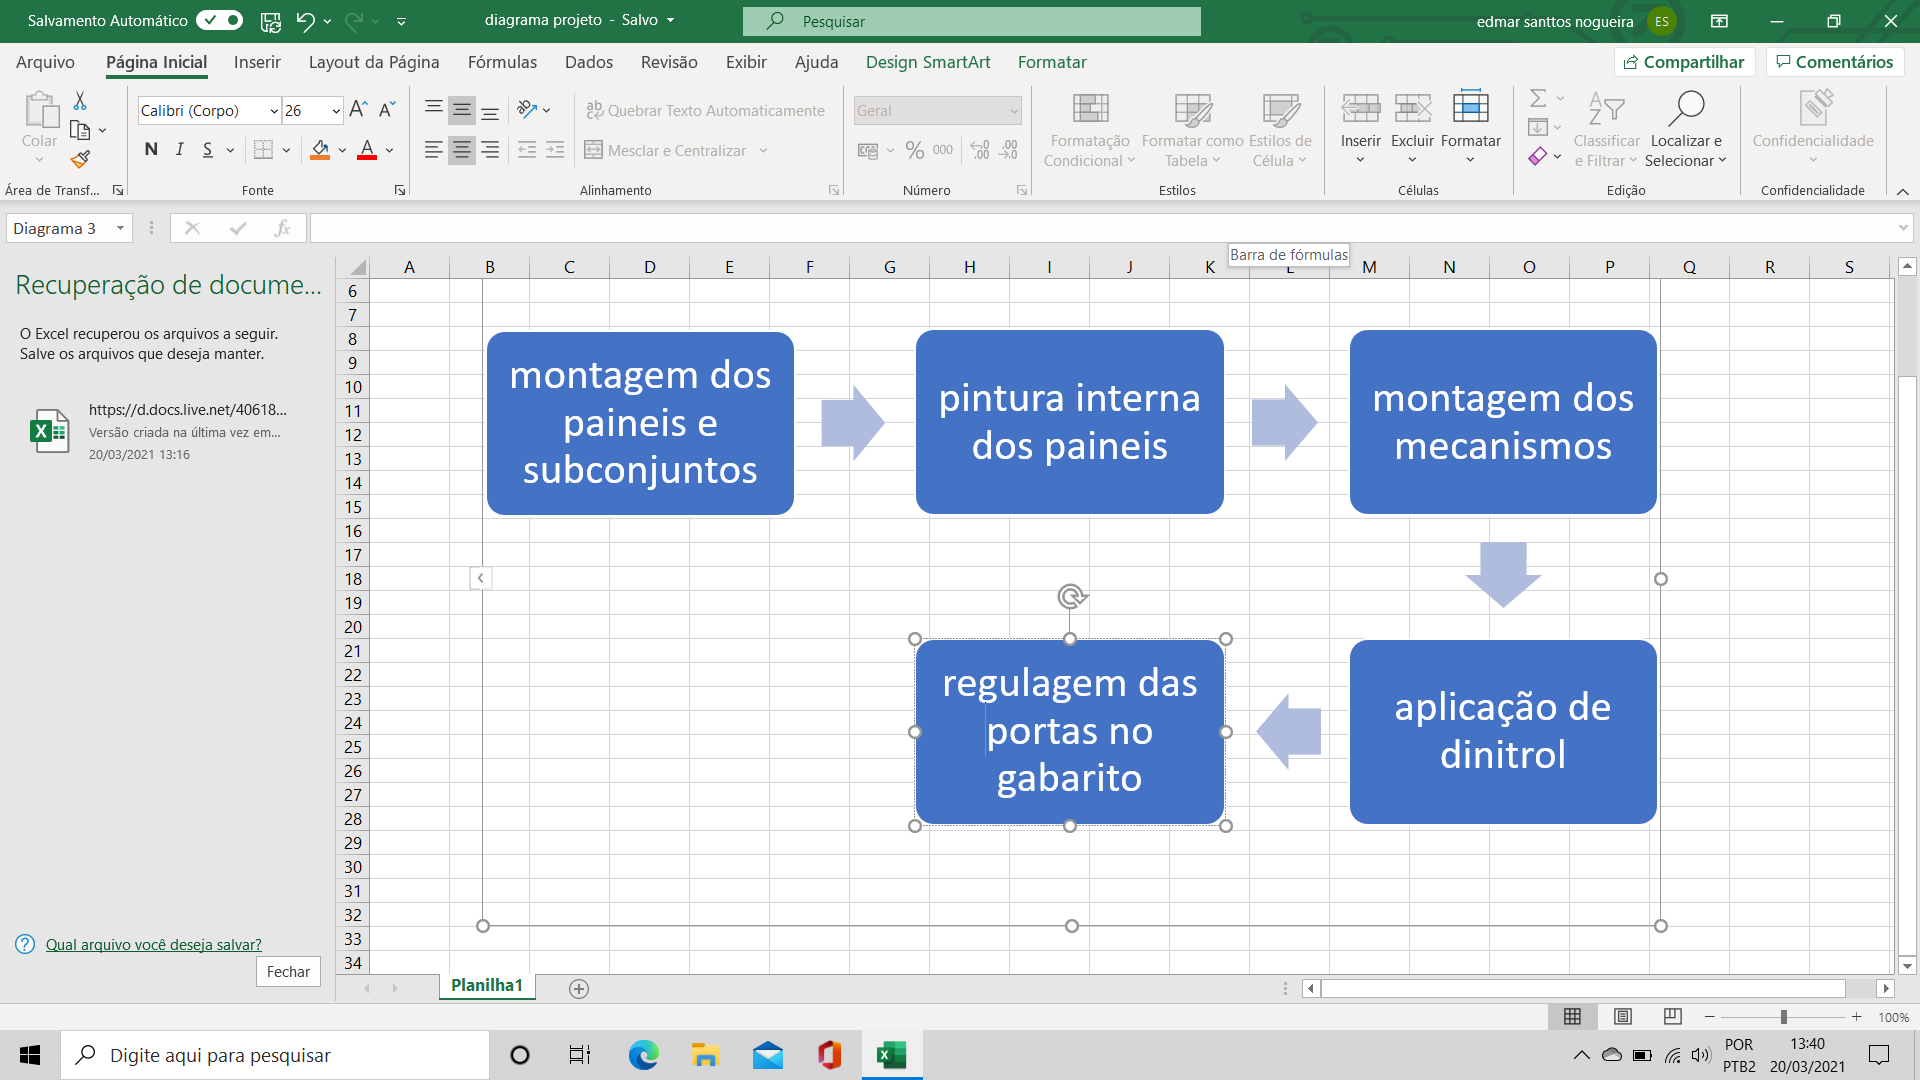 Salvamento Automático
diagrama projeto - Salvo
Pesquisar
edmar santtos nogueira
ES
Arquivo
Página Inicial
Inserir
Layout da Página
Fórmulas
Dados
Revisão
Exibir
Ajuda
Design SmartArt
Formatar
Compartilhar
Comentários
Colar
Área de Transf...
Calibri (Corpo)
26
N I S
Fonte
Quebrar Texto Automaticamente
Mesclar e Centralizar
Alinhamento
Geral
% 000
Número
Formatação
Condicional
Formatar como
Tabela
Estilos de
Célula
Estilos
Inserir
Excluir
Formatar
Células
Classificar
e Filtrar
Localizar e
Selecionar
Edição
Confidencialidade
Confidencialidade
Diagrama 3
fx
Barra de fórmulas
Recuperação de docume...
O Excel recuperou os arquivos a seguir.
Salve os arquivos que deseja manter.
https://d.docs.live.net/40618...
Versão criada na última vez em...
20/03/2021 13:16
Qual arquivo você deseja salvar?
Fechar
A B C D E F G H I J K L M N O P Q R S
6
7
8
9
10
11
12
13
14
15
16
17
18
19
20
21
22
23
24
25
26
27
28
29
30
31
32
33
34
montagem dos
paineis e
subconjuntos
pintura interna
dos paineis
montagem dos
mecanismos
aplicação de
dinitrol
regulagem das
portas no
gabarito
Planilha1
100%
Digite aqui para pesquisar
POR
PTB2
13:40
20/03/2021